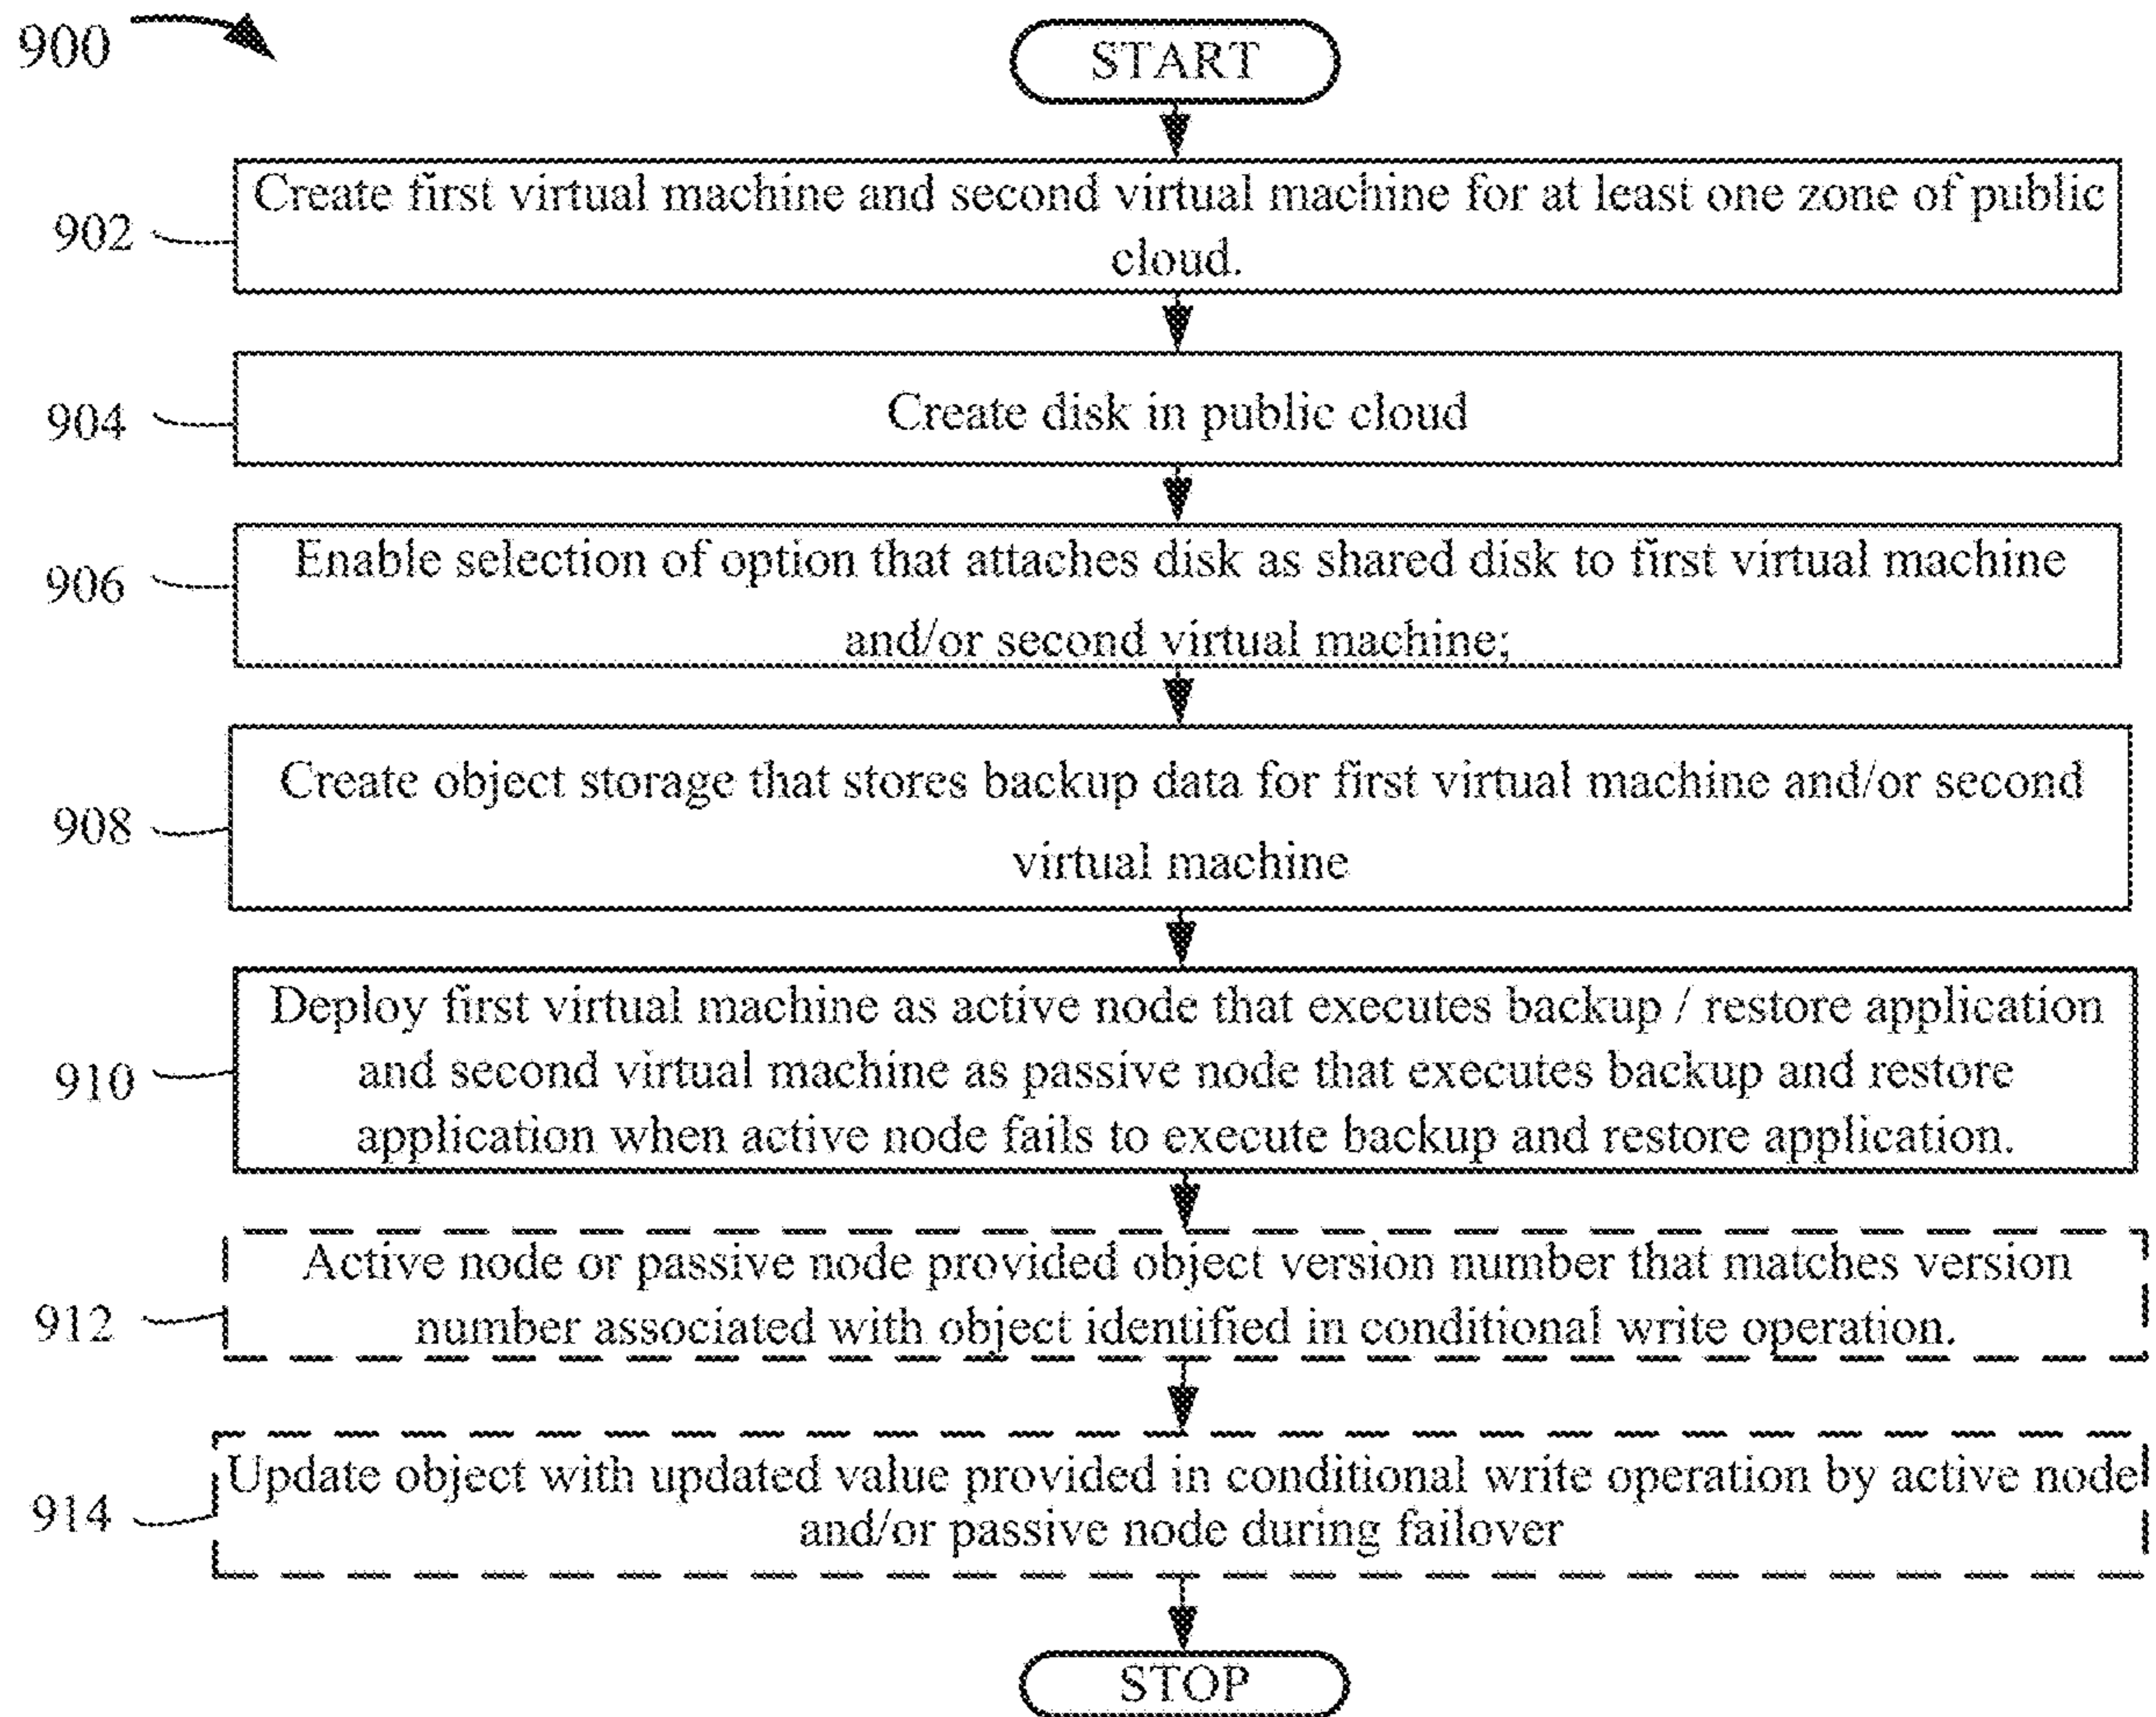 900
START
902
Create first virtual machine and second virtual machine for at least one zone of public
cloud.
904
Create disk in public cloud
906
Enable selection of option that attaches disk as shared disk to first virtual machine
and/or second virtual machine;
908
Create object storage that stores backup data for first virtual machine and/or second
virtual machine
910
Deploy first virtual machine as active node that executes backup / restore application
and second virtual machine as passive node that executes backup and restore
application when active node fails to execute backup and restore application.
912
Active node or passive node provided object version number that matches version
number associated with object identified in conditional write operation.
914
Update object with updated value provided in conditional write operation by active node
and/or passive node during failover
STOP